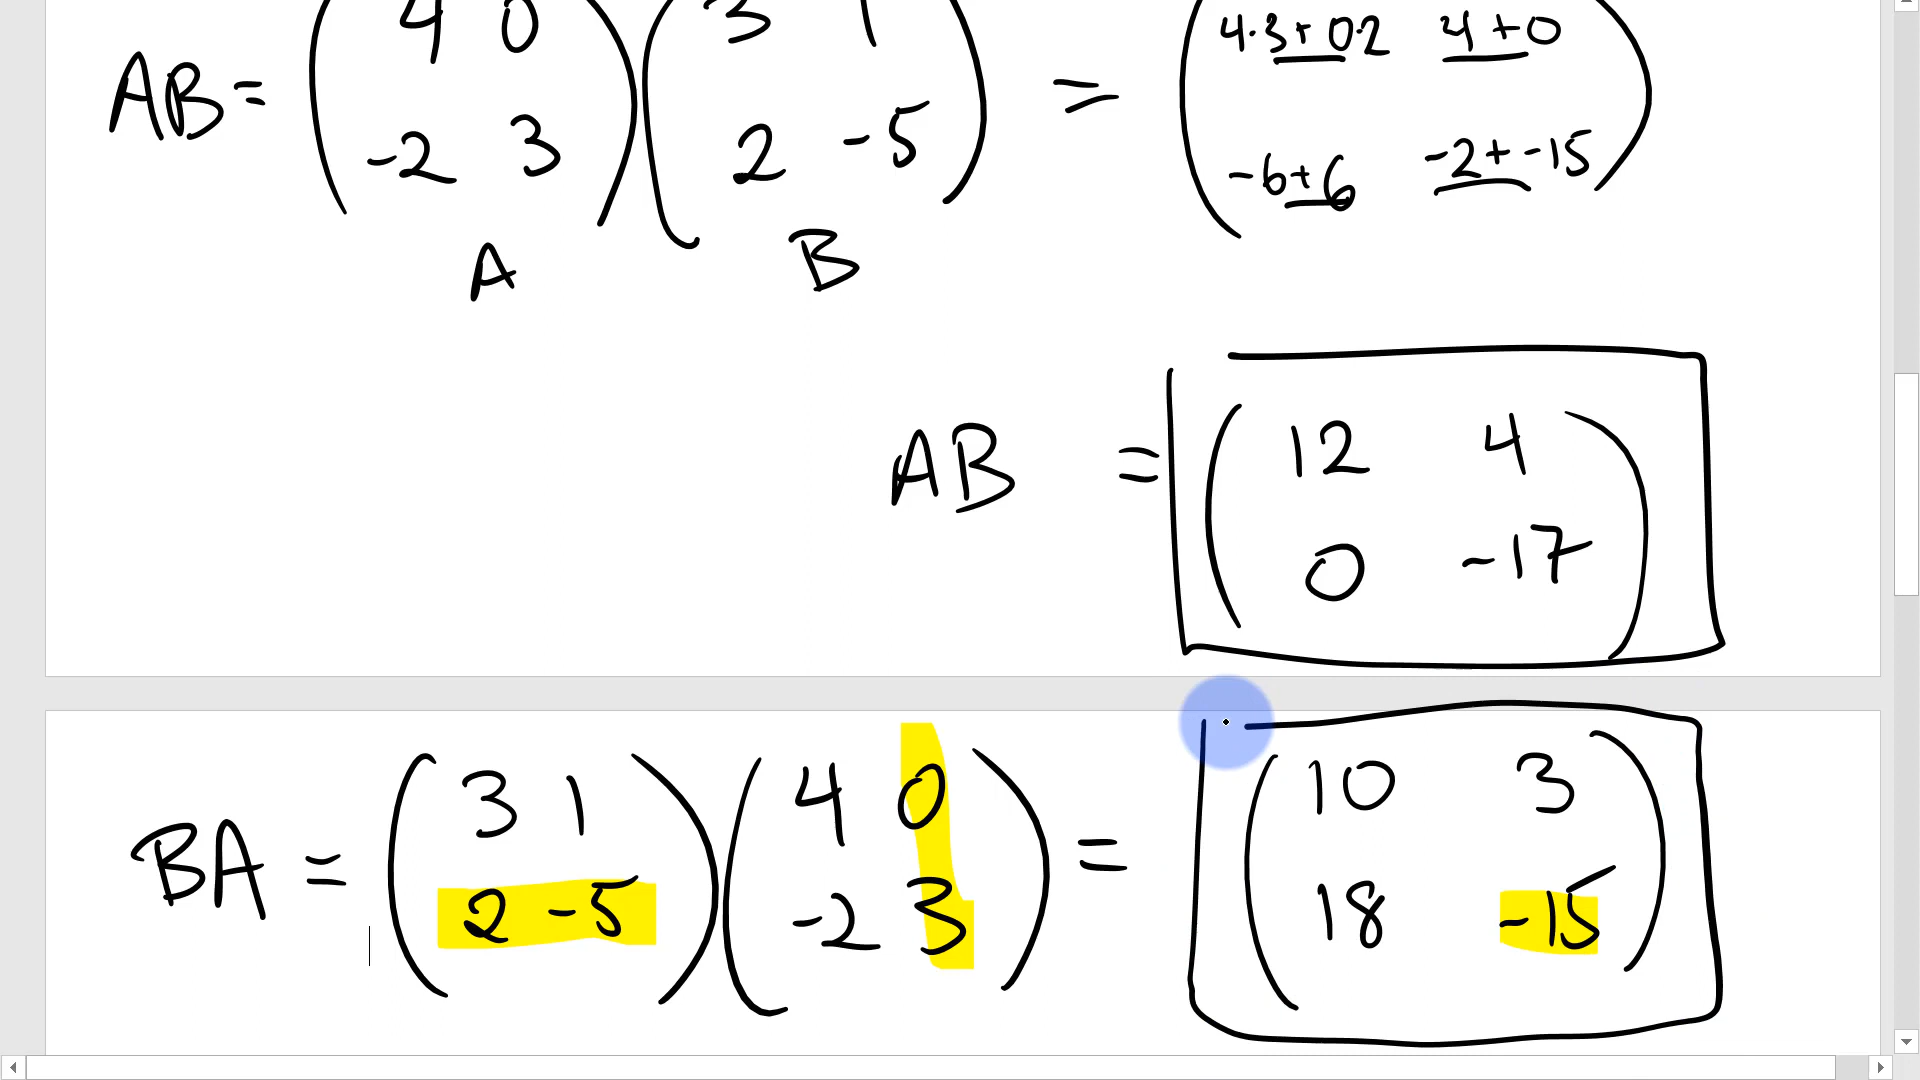 AB = ( 4 0 ) ( 3 1 ) = ( 4·3+0·2 4+0 )
( -2 3 ) ( 2 -5 ) ( -6+6 -2+-15 )
A B
AB = ( 12 4 )
( 0 -17 )
BA = ( 3 1 ) ( 4 0 ) = ( 10 3 )
( 2 -5 ) ( -2 3 ) ( 18 -15 )